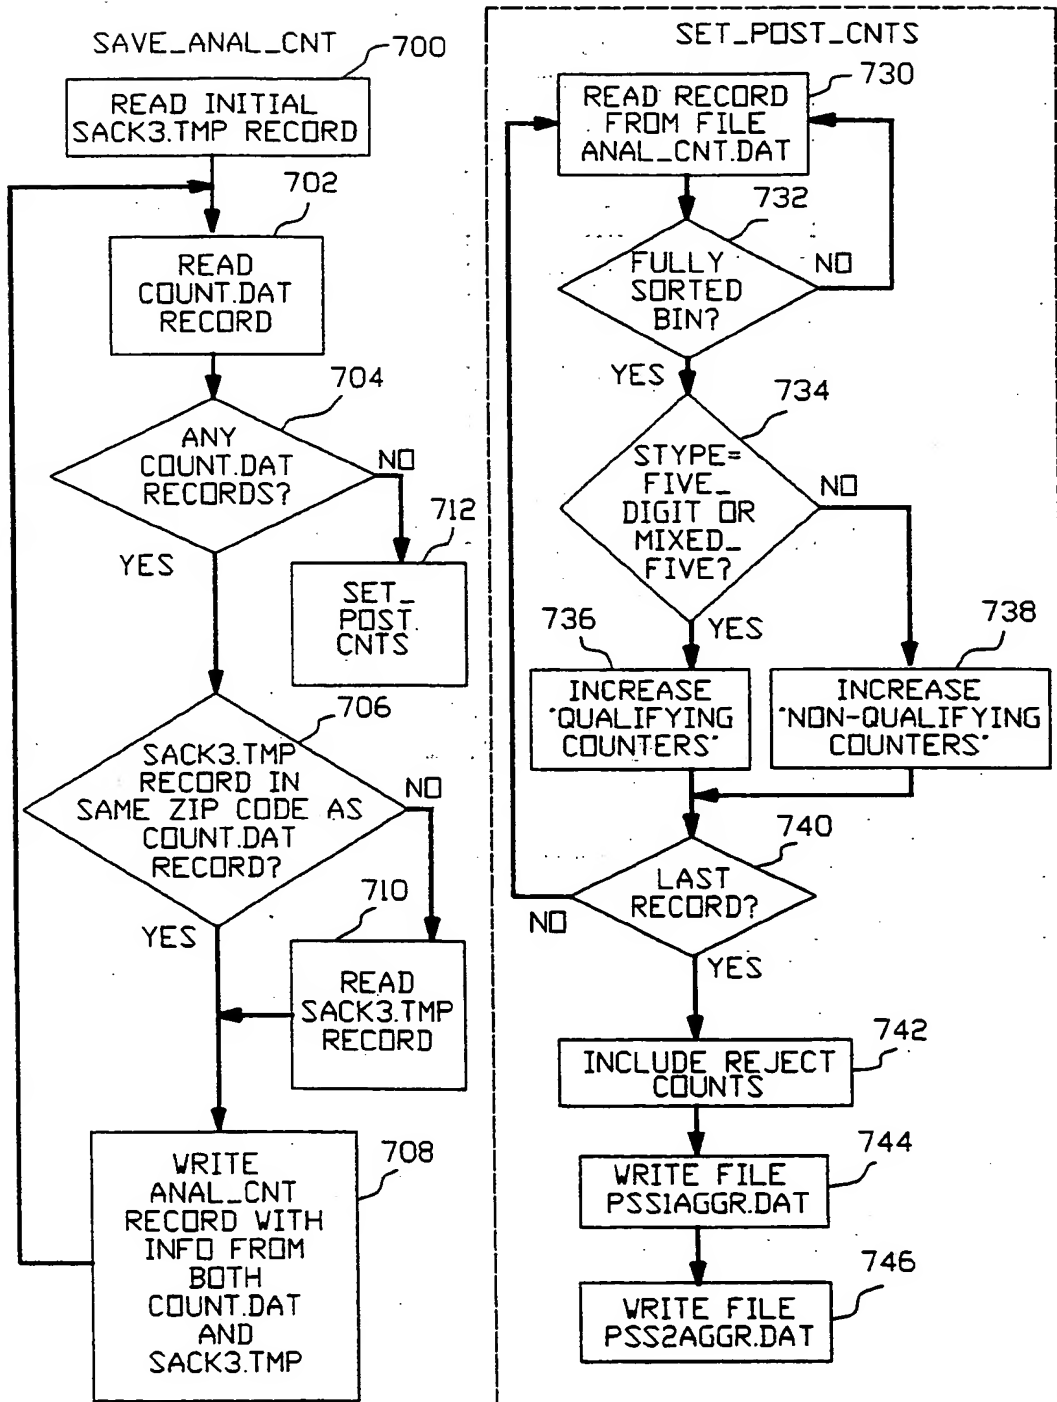 SAVE_ANAL_CNT
700
READ INITIAL
SACK3.TMP RECORD
702
READ
COUNT.DAT
RECORD
704
ANY
COUNT.DAT
RECORDS?
NO
YES
712
SET_
POST
CNTS
706
SACK3.TMP
RECORD IN
SAME ZIP CODE AS
COUNT.DAT
RECORD?
NO
YES
710
READ
SACK3.TMP
RECORD
708
WRITE
ANAL_CNT
RECORD WITH
INFO FROM
BOTH
COUNT.DAT
AND
SACK3.TMP
SET_POST_CNTS
730
READ RECORD
FROM FILE
ANAL_CNT.DAT
732
FULLY
SORTED
BIN?
NO
YES
734
STYPE=
FIVE_
DIGIT OR
MIXED_
FIVE?
NO
YES
736
INCREASE
"QUALIFYING
COUNTERS"
738
INCREASE
"NON-QUALIFYING
COUNTERS"
740
LAST
RECORD?
NO
YES
742
INCLUDE REJECT
COUNTS
744
WRITE FILE
PSS1AGGR.DAT
746
WRITE FILE
PSS2AGGR.DAT